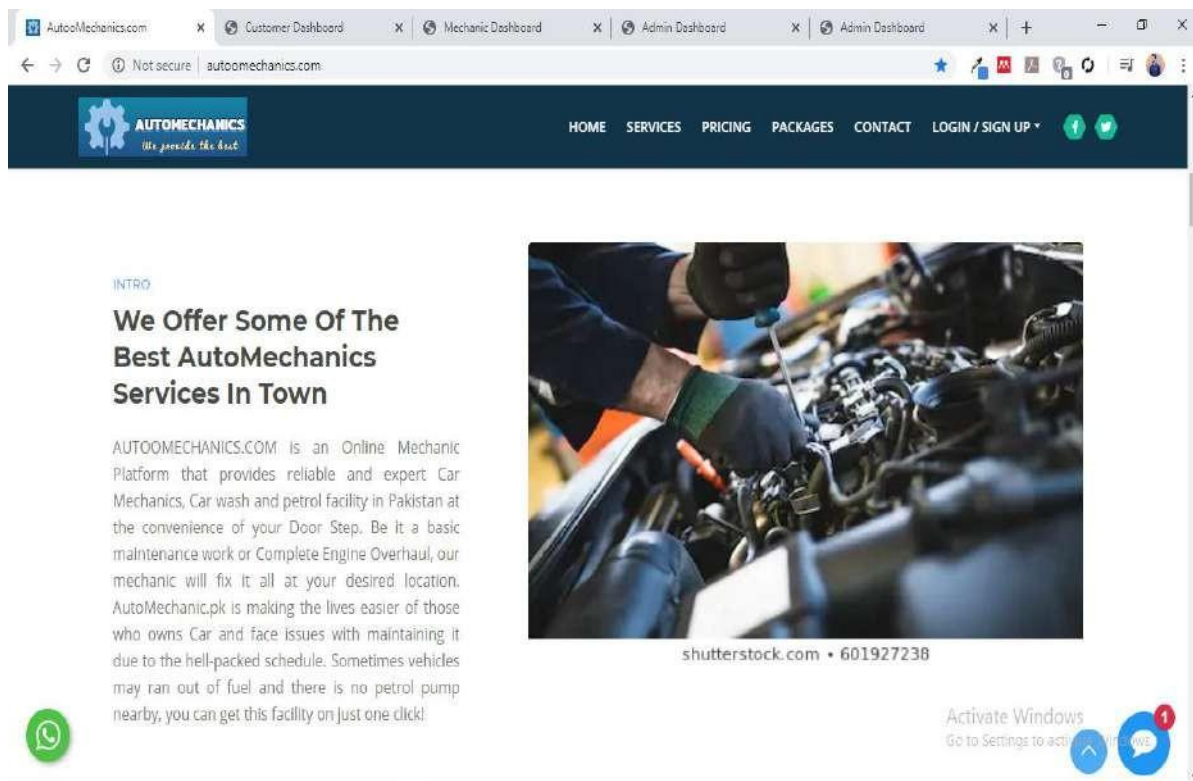 AutooMechanics.com
Customer Dashboard
Mechanic Dashboard
Admin Dashboard
Admin Dashboard
Not secure
autoomechanics.com
AUTOMECHANICS
We provide the best
HOME SERVICES PRICING PACKAGES CONTACT LOGIN / SIGN UP
INTRO
We Offer Some Of The
Best AutoMechanics
Services In Town
AUTOOMECHANICS.COM is an Online Mechanic
Platform that provides reliable and expert Car
Mechanics, Car wash and petrol facility in Pakistan at
the convenience of your Door Step. Be it a basic
maintenance work or Complete Engine Overhaul, our
mechanic will fix it all at your desired location.
AutoMechanic.pk is making the lives easier of those
who owns Car and face issues with maintaining it
due to the hell-packed schedule. Sometimes vehicles
may ran out of fuel and there is no petrol pump
nearby, you can get this facility on just one click!
shutterstock.com • 601927238
Activate Windows
Go to Settings to
1